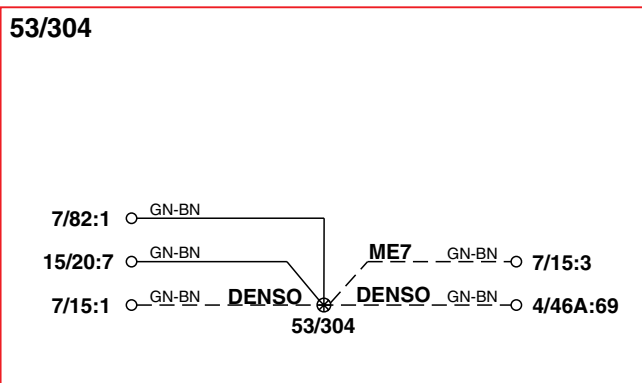 53/304
7/82:1 GN-BN
15/20:7 GN-BN ME7 GN-BN 7/15:3
7/15:1 GN-BN DENSO DENSO GN-BN 4/46A:69
53/304